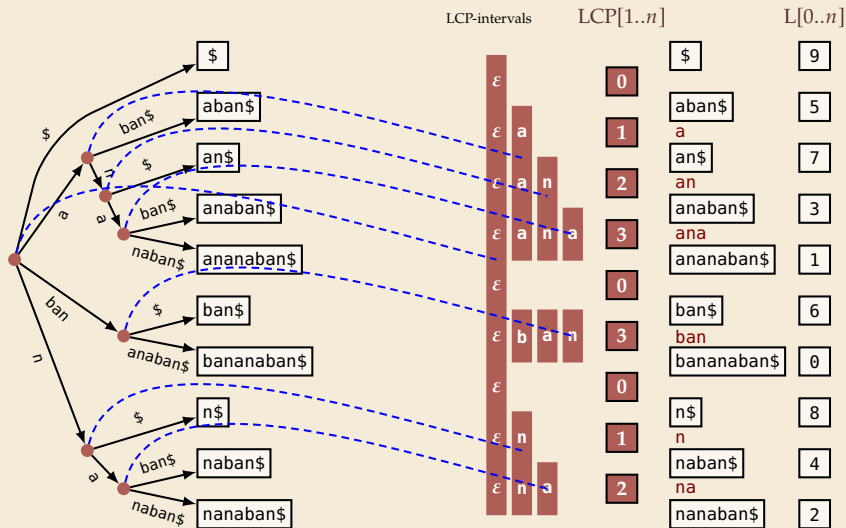 LCP-intervals LCP[1..n] L[0..n]
$ $ 9
$ ε 0
aban$ aban$ 5
ban$ ε a 1 a
an$ an$ 7
$ n ε a n 2 an
anaban$ anaban$ 3
a a ban$ ε a n a 3 ana
naban$ ananaban$ ananaban$ 1
ε 0
ban ban$ ban$ 6
$ ε b a n 3 ban
anaban$ bananaban$ bananaban$ 0
n ε 0
$ n$ n$ 8
ε n 1 n
a ban$ naban$ naban$ 4
ε n a 2 na
naban$ nanaban$ nanaban$ 2